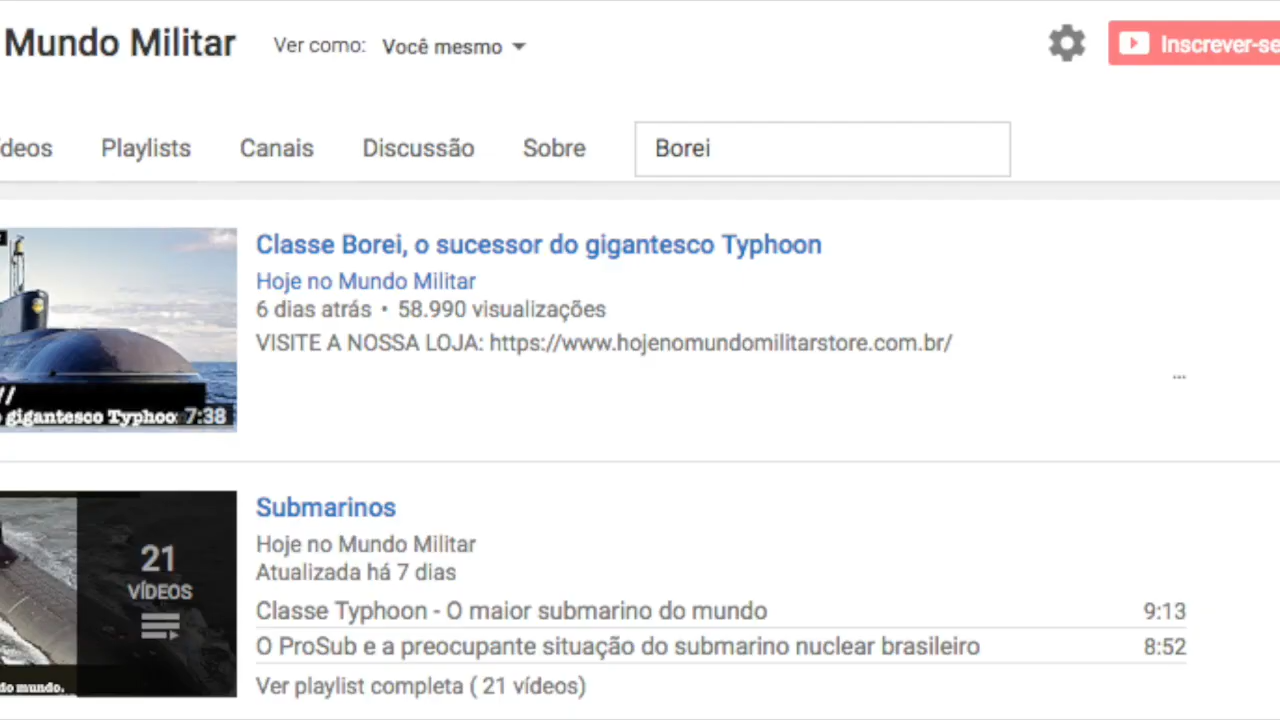 Mundo Militar Ver como: Você mesmo Inscrever-se
deos Playlists Canais Discussão Sobre Borei
Classe Borei, o sucessor do gigantesco Typhoon
Hoje no Mundo Militar
6 dias atrás • 58.990 visualizações
VISITE A NOSSA LOJA: https://www.hojenomundomilitarstore.com.br/
...
//
o gigantesco Typhoo 7:38
Submarinos
Hoje no Mundo Militar
Atualizada há 7 dias
21
VÍDEOS
Classe Typhoon - O maior submarino do mundo 9:13
O ProSub e a preocupante situação do submarino nuclear brasileiro 8:52
Ver playlist completa ( 21 vídeos)
do mundo.